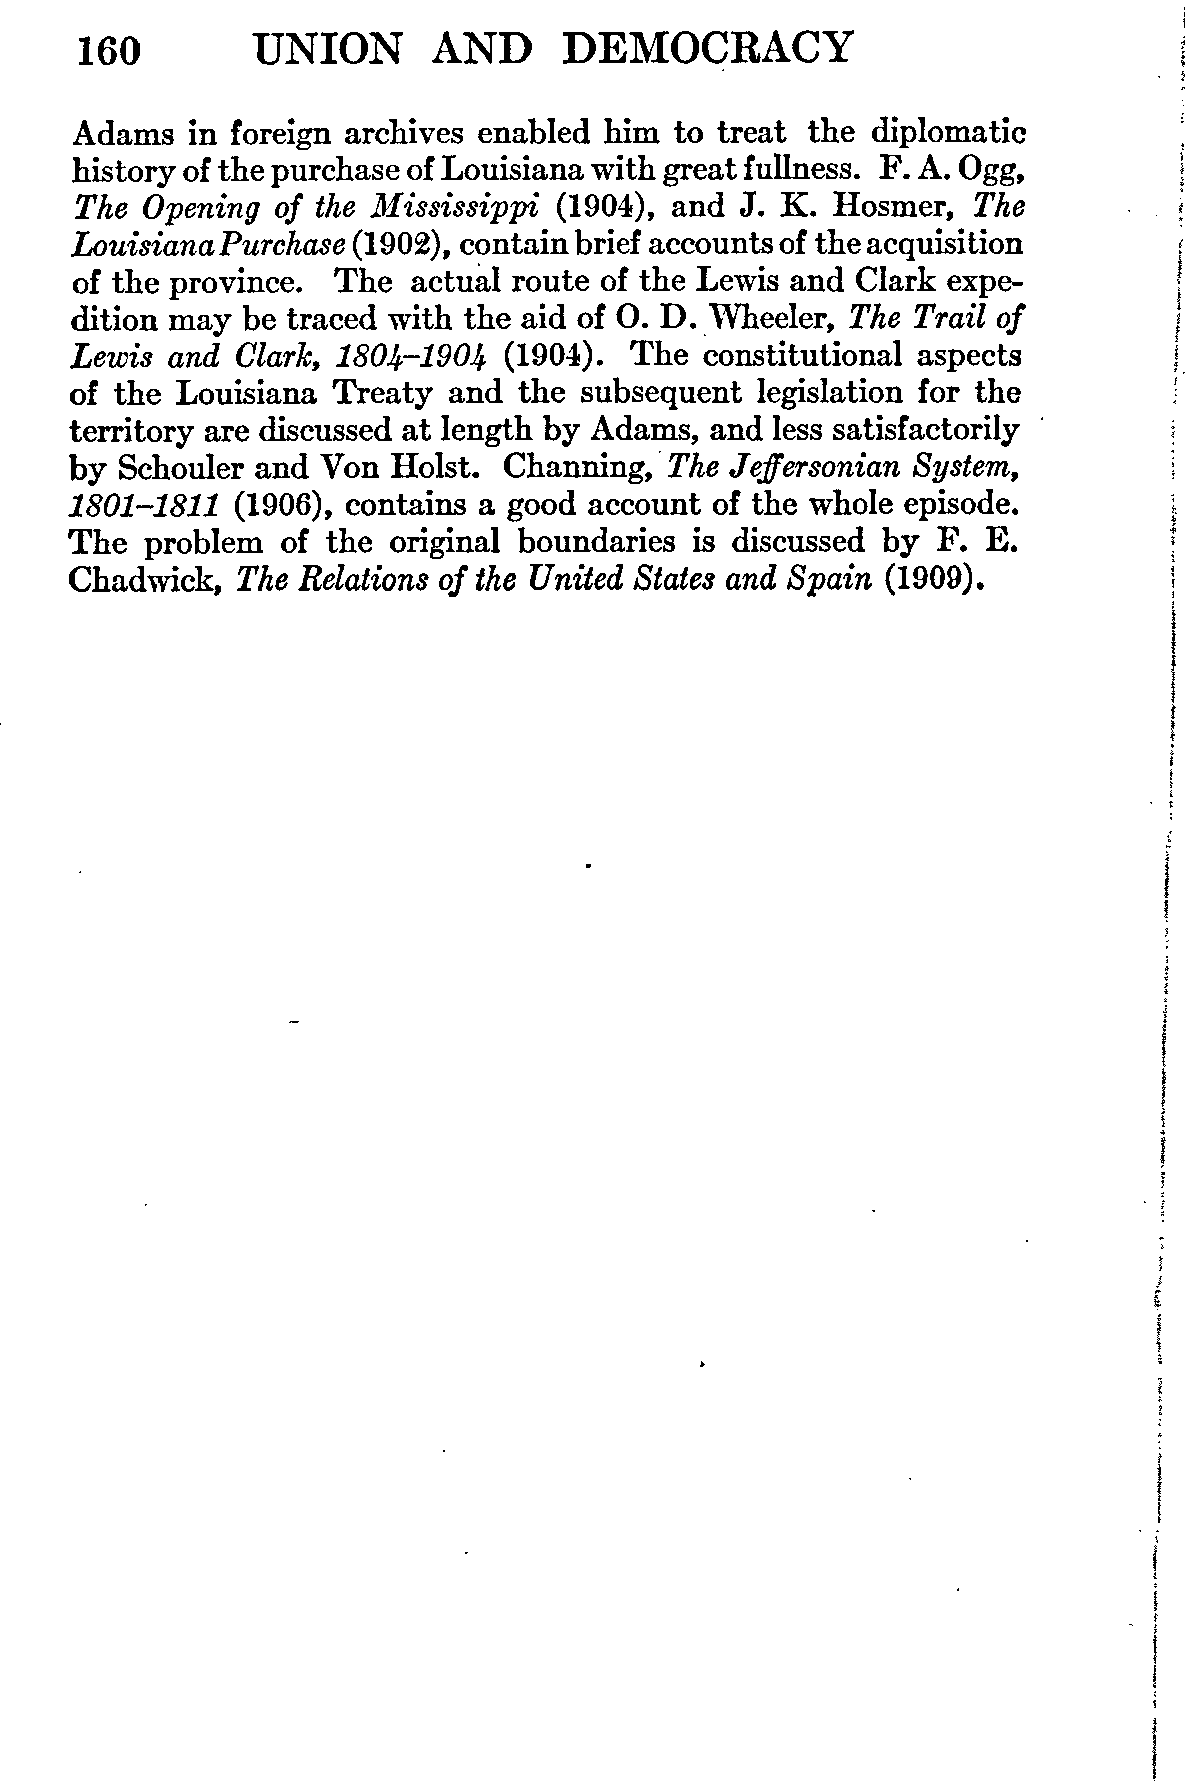 160 UNION AND DEMOCRACY
Adams in foreign archives enabled him to treat the diplomatic
history of the purchase of Louisiana with great fullness. F. A. Ogg,
The Opening of the Mississippi (1904), and J. K. Hosmer, The
Louisiana Purchase (1902), contain brief accounts of the acquisition
of the province. The actual route of the Lewis and Clark expe-
dition may be traced with the aid of O. D. Wheeler, The Trail of
Lewis and Clark, 1804–1904 (1904). The constitutional aspects
of the Louisiana Treaty and the subsequent legislation for the
territory are discussed at length by Adams, and less satisfactorily
by Schouler and Von Holst. Channing, The Jeffersonian System,
1801–1811 (1906), contains a good account of the whole episode.
The problem of the original boundaries is discussed by F. E.
Chadwick, The Relations of the United States and Spain (1909).